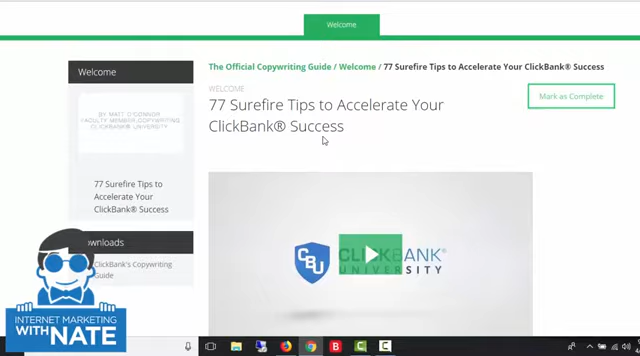 Welcome
Welcome
The Official Copywriting Guide / Welcome / 77 Surefire Tips to Accelerate Your ClickBank® Success
WELCOME
Mark as Complete
77 Surefire Tips to Accelerate Your
ClickBank® Success
BY MATT O'CONNOR
FACULTY MEMBER, COPYWRITING
CLICKBANK® UNIVERSITY
77 Surefire Tips to
Accelerate Your
ClickBank® Success
CBU
CLICKBANK®
UNIVERSITY
ownloads
ClickBank's Copywriting
Guide
INTERNET MARKETING
WITH NATE